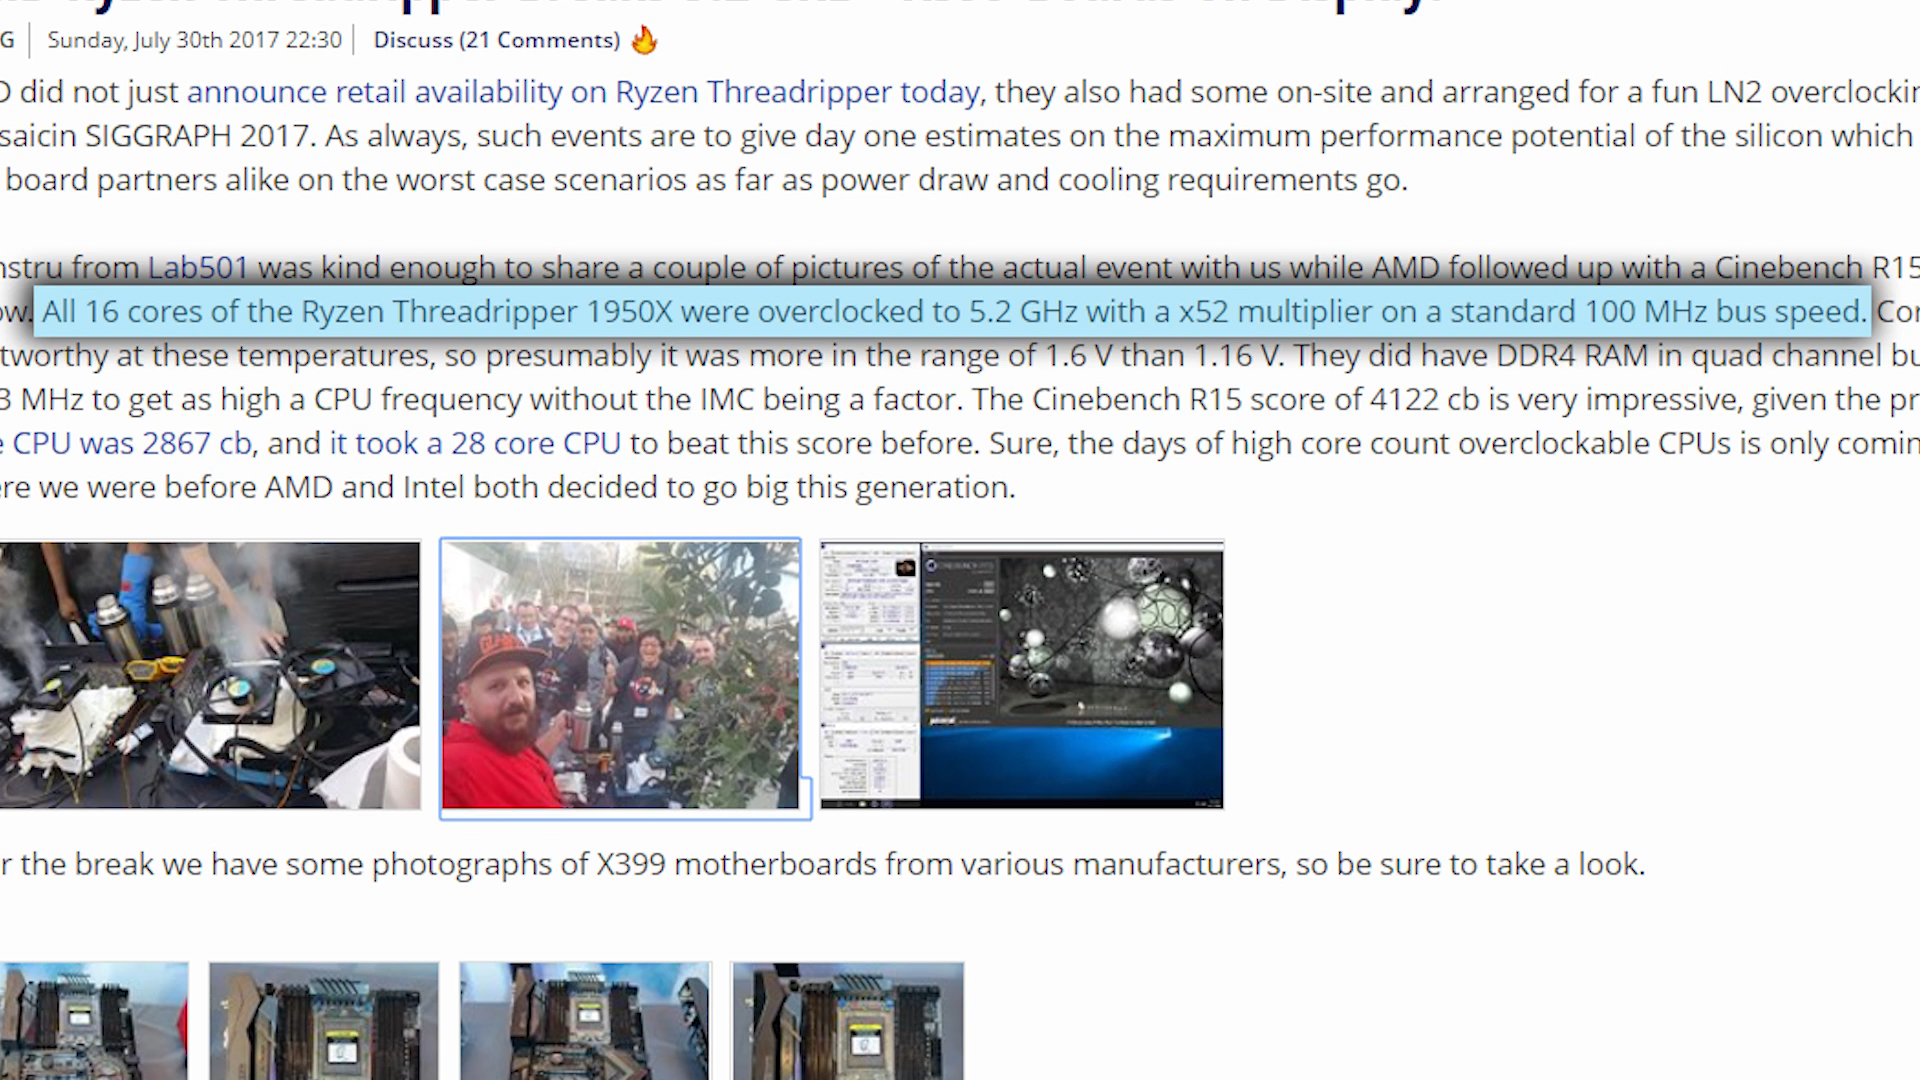 G Sunday, July 30th 2017 22:30 Discuss (21 Comments)
D did not just announce retail availability on Ryzen Threadripper today, they also had some on-site and arranged for a fun LN2 overclockin
saicin SIGGRAPH 2017. As always, such events are to give day one estimates on the maximum performance potential of the silicon which
board partners alike on the worst case scenarios as far as power draw and cooling requirements go.
nstru from Lab501 was kind enough to share a couple of pictures of the actual event with us while AMD followed up with a Cinebench R15
ow. All 16 cores of the Ryzen Threadripper 1950X were overclocked to 5.2 GHz with a x52 multiplier on a standard 100 MHz bus speed. Cor
tworthy at these temperatures, so presumably it was more in the range of 1.6 V than 1.16 V. They did have DDR4 RAM in quad channel bu
3 MHz to get as high a CPU frequency without the IMC being a factor. The Cinebench R15 score of 4122 cb is very impressive, given the pr
e CPU was 2867 cb, and it took a 28 core CPU to beat this score before. Sure, the days of high core count overclockable CPUs is only comin
ere we were before AMD and Intel both decided to go big this generation.
r the break we have some photographs of X399 motherboards from various manufacturers, so be sure to take a look.